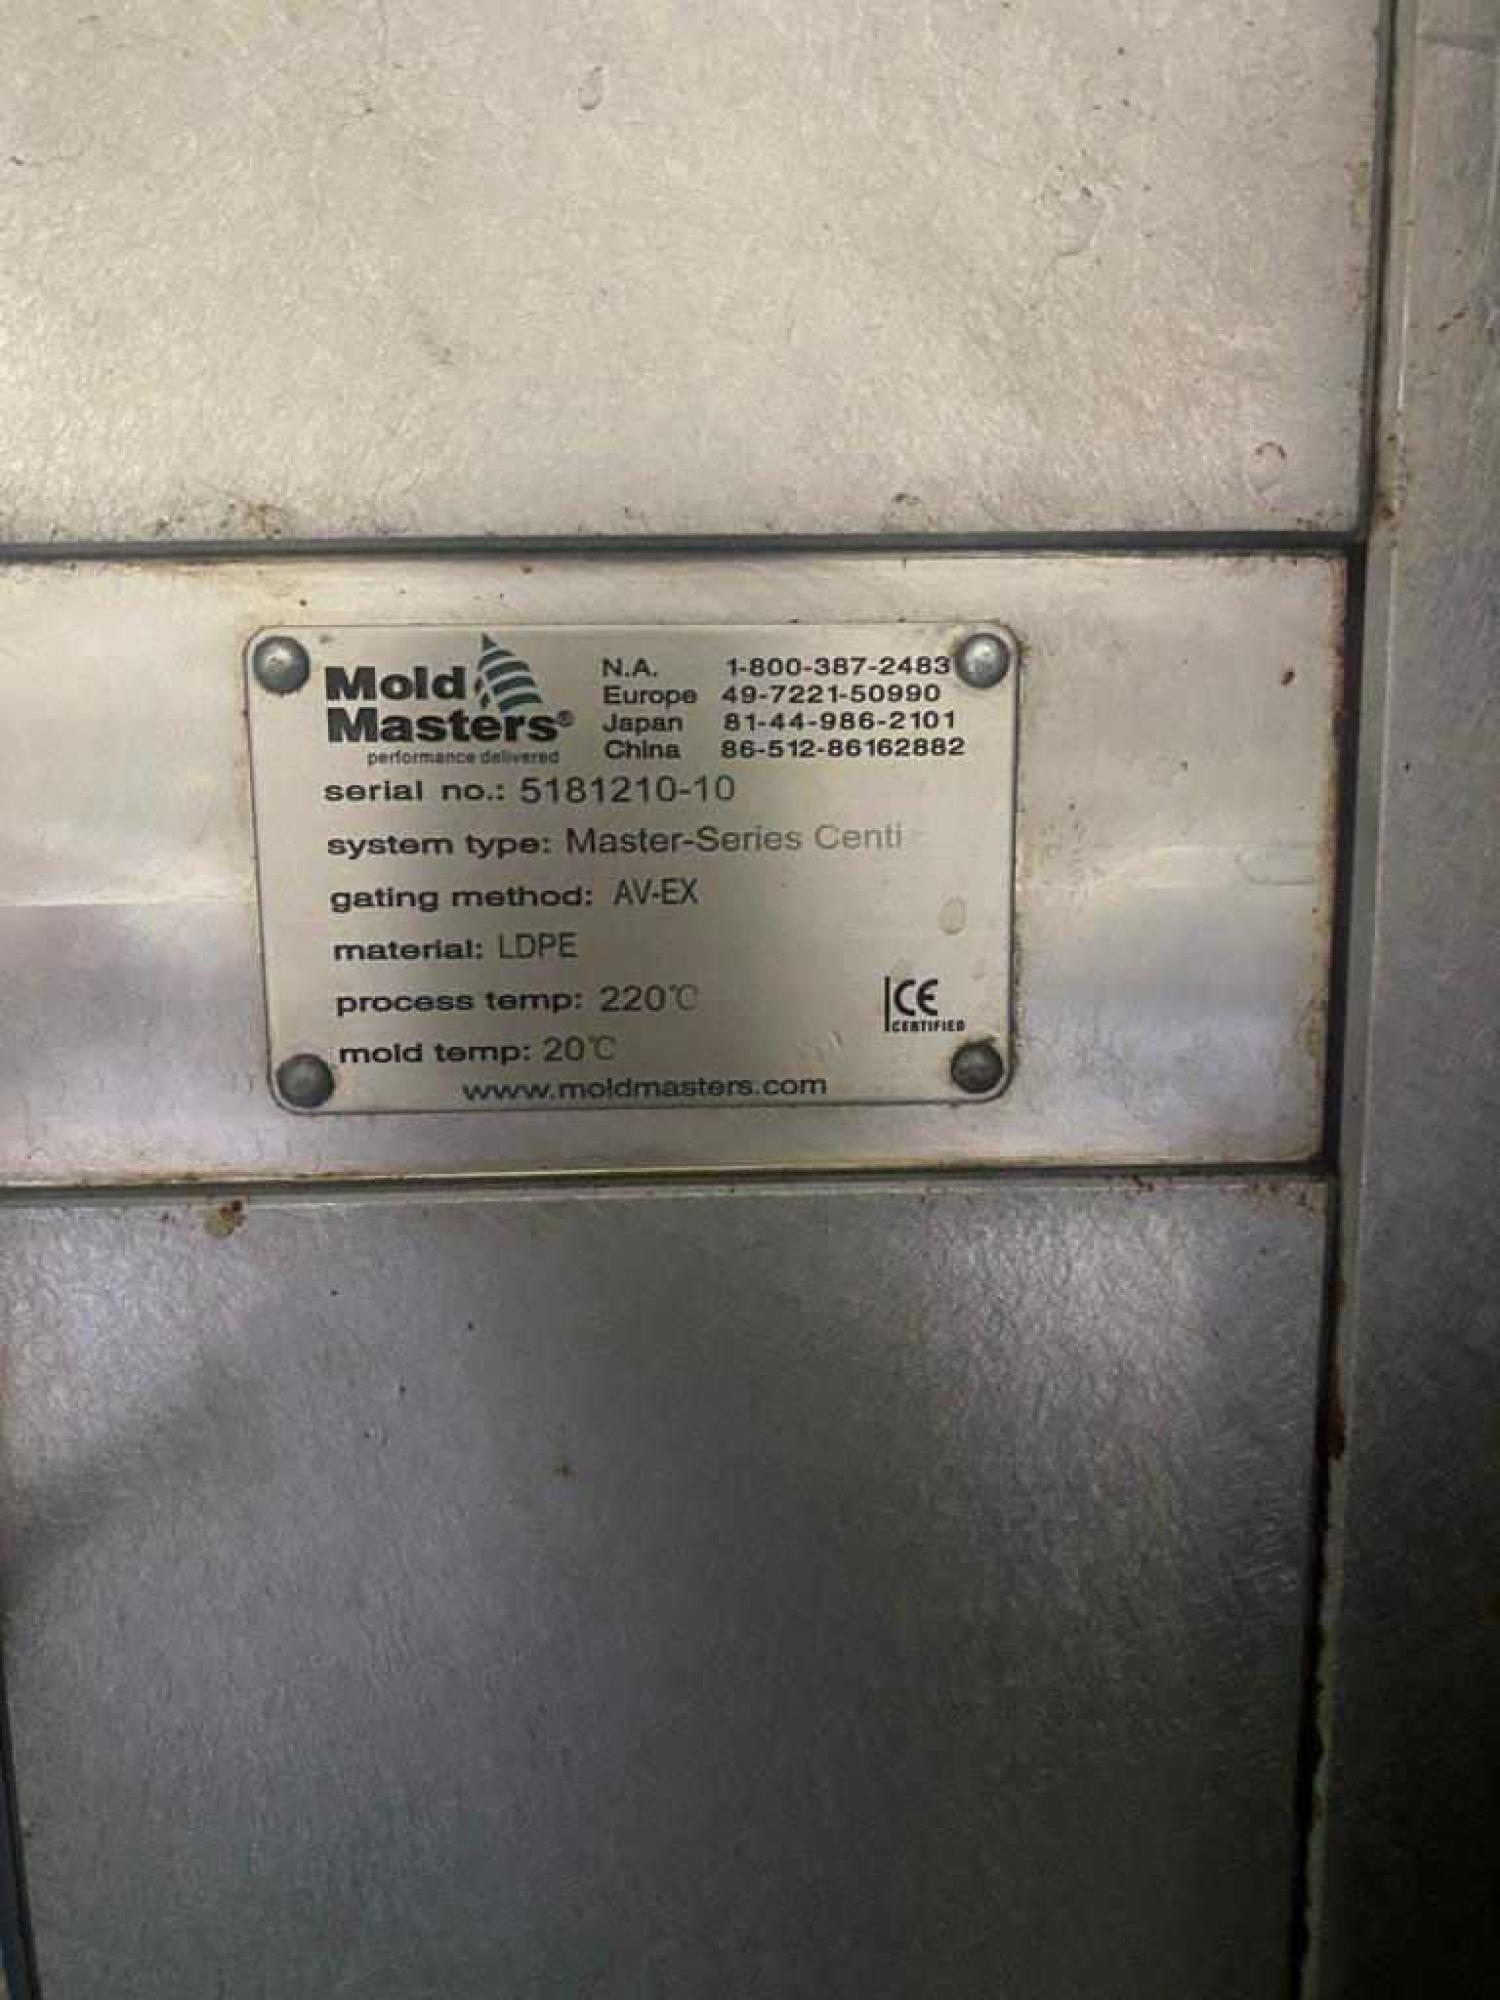 Mold
Masters®
performance delivered
N.A. 1-800-387-2483
Europe 49-7221-50990
Japan 81-44-986-2101
China 86-512-86162882
serial no.: 5181210-10
system type: Master-Series Centi
gating method: AV-EX
material: LDPE
process temp: 220℃
mold temp: 20℃
CE
CERTIFIED
www.moldmasters.com